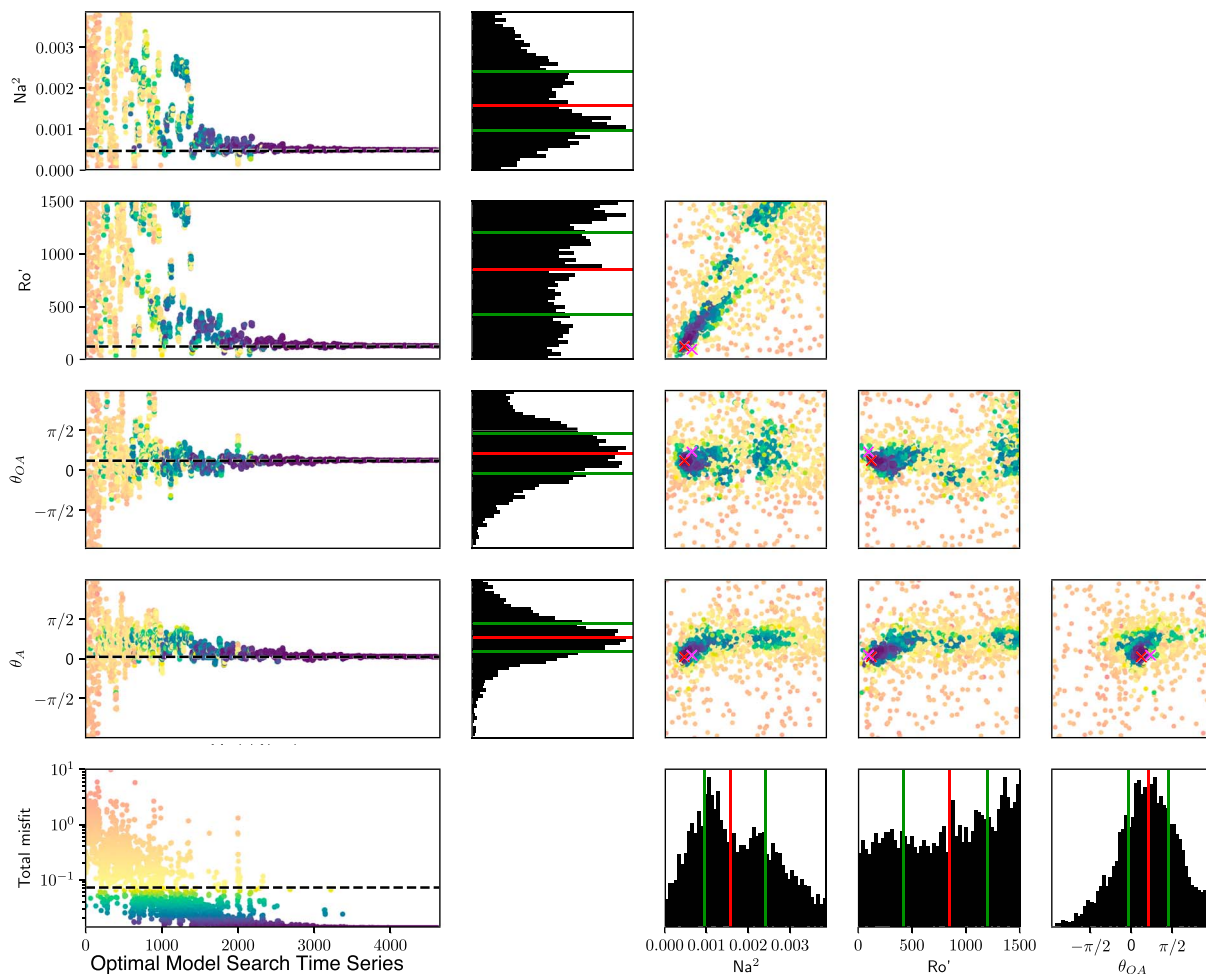 0.003
0.002
0.001
0.000
Na²
1500
1000
500
0
Ro'
π/2
0
−π/2
θ_OA
π/2
0
−π/2
θ_A
10¹
10⁰
10⁻¹
Total misfit
0 1000 2000 3000 4000
Optimal Model Search Time Series
0.000 0.001 0.002 0.003
Na²
0 500 1000 1500
Ro'
−π/2 0 π/2
θ_OA